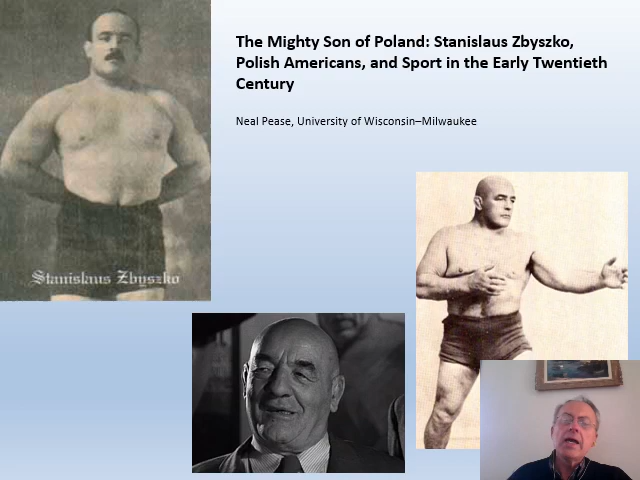 The Mighty Son of Poland: Stanislaus Zbyszko,
Polish Americans, and Sport in the Early Twentieth
Century
Neal Pease, University of Wisconsin–Milwaukee
Stanislaus Zbyszko